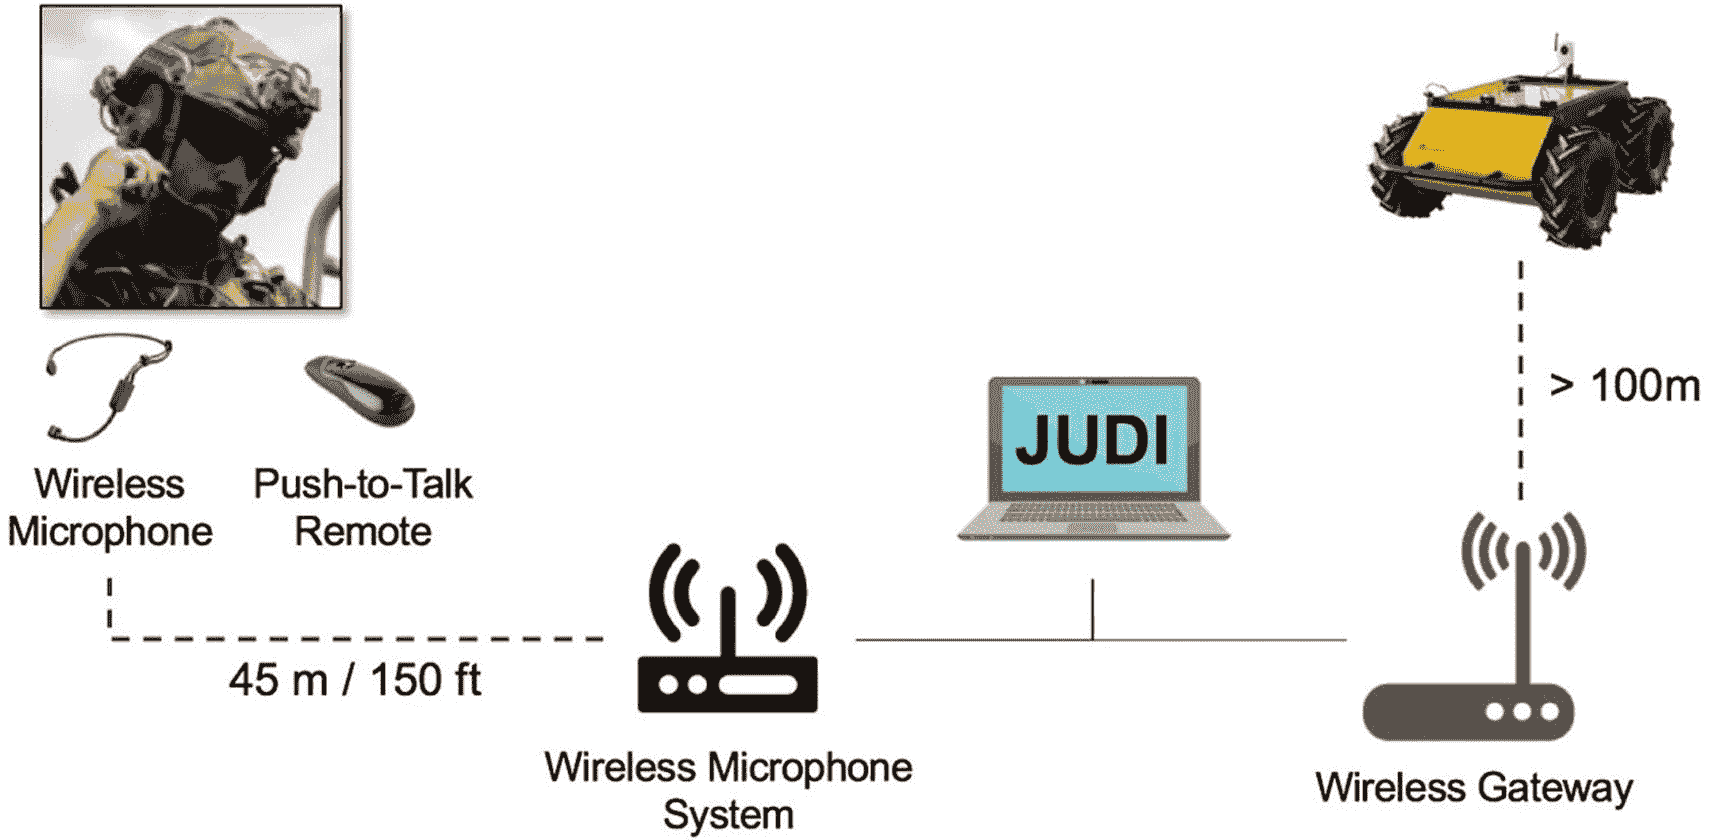 Wireless
Microphone
Push-to-Talk
Remote
45 m / 150 ft
Wireless Microphone
System
JUDI
> 100m
Wireless Gateway